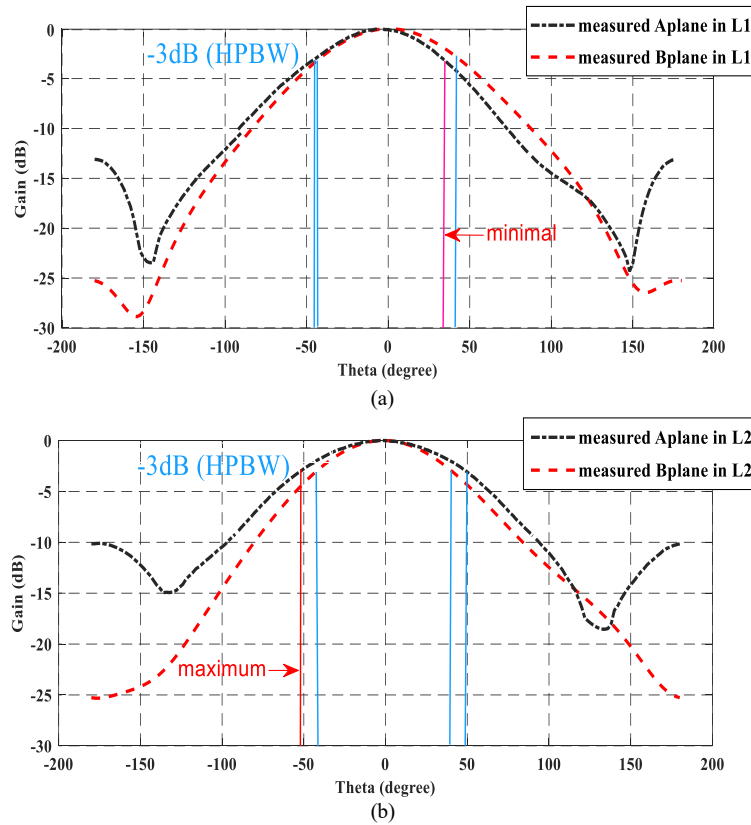 measured Aplane in L1
measured Bplane in L1
-3dB (HPBW)
minimal
Gain (dB)
0
-5
-10
-15
-20
-25
-30
-200 -150 -100 -50 0 50 100 150 200
Theta (degree)
(a)
measured Aplane in L2
measured Bplane in L2
-3dB (HPBW)
maximum
Gain (dB)
0
-5
-10
-15
-20
-25
-30
-200 -150 -100 -50 0 50 100 150 200
Theta (degree)
(b)